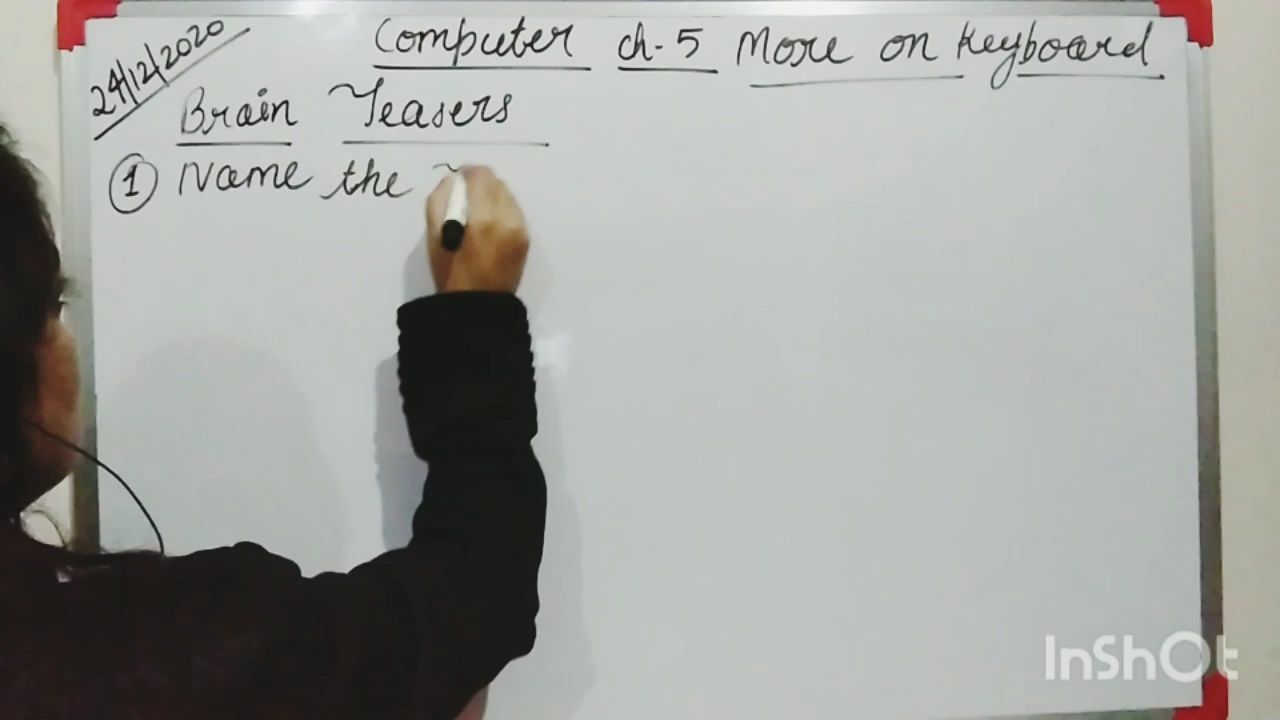 24/12/2020
Computer ch-5 More on Keyboard
Brain Teasers
① Name the
InShOt